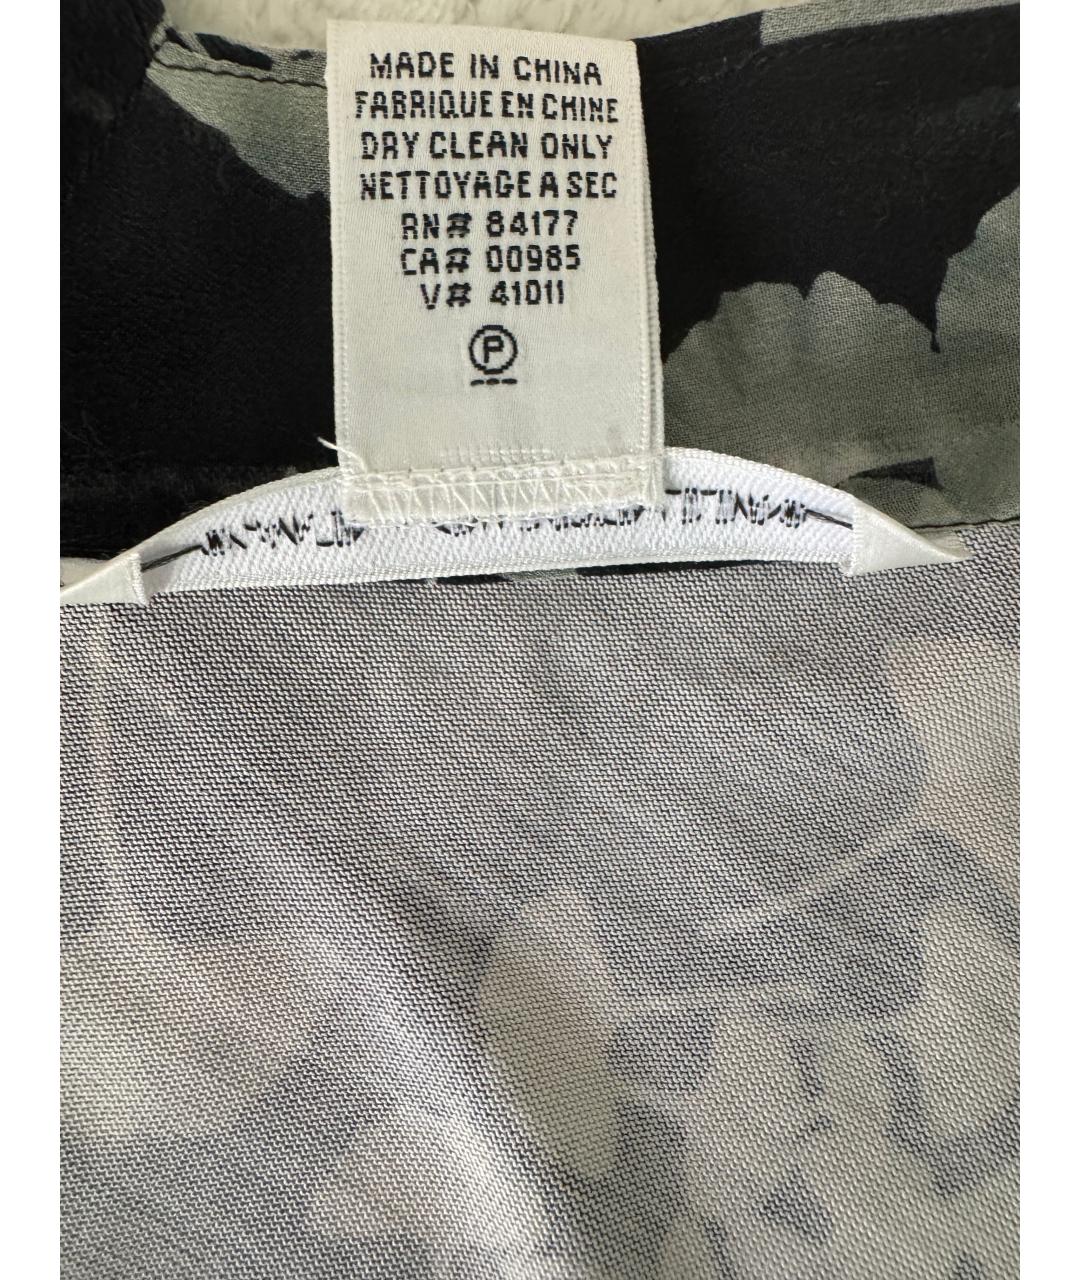 MADE IN CHINA
FABRIQUE EN CHINE
DRY CLEAN ONLY
NETTOYAGE A SEC
RN# 84177
CA# 00985
V# 41011
P